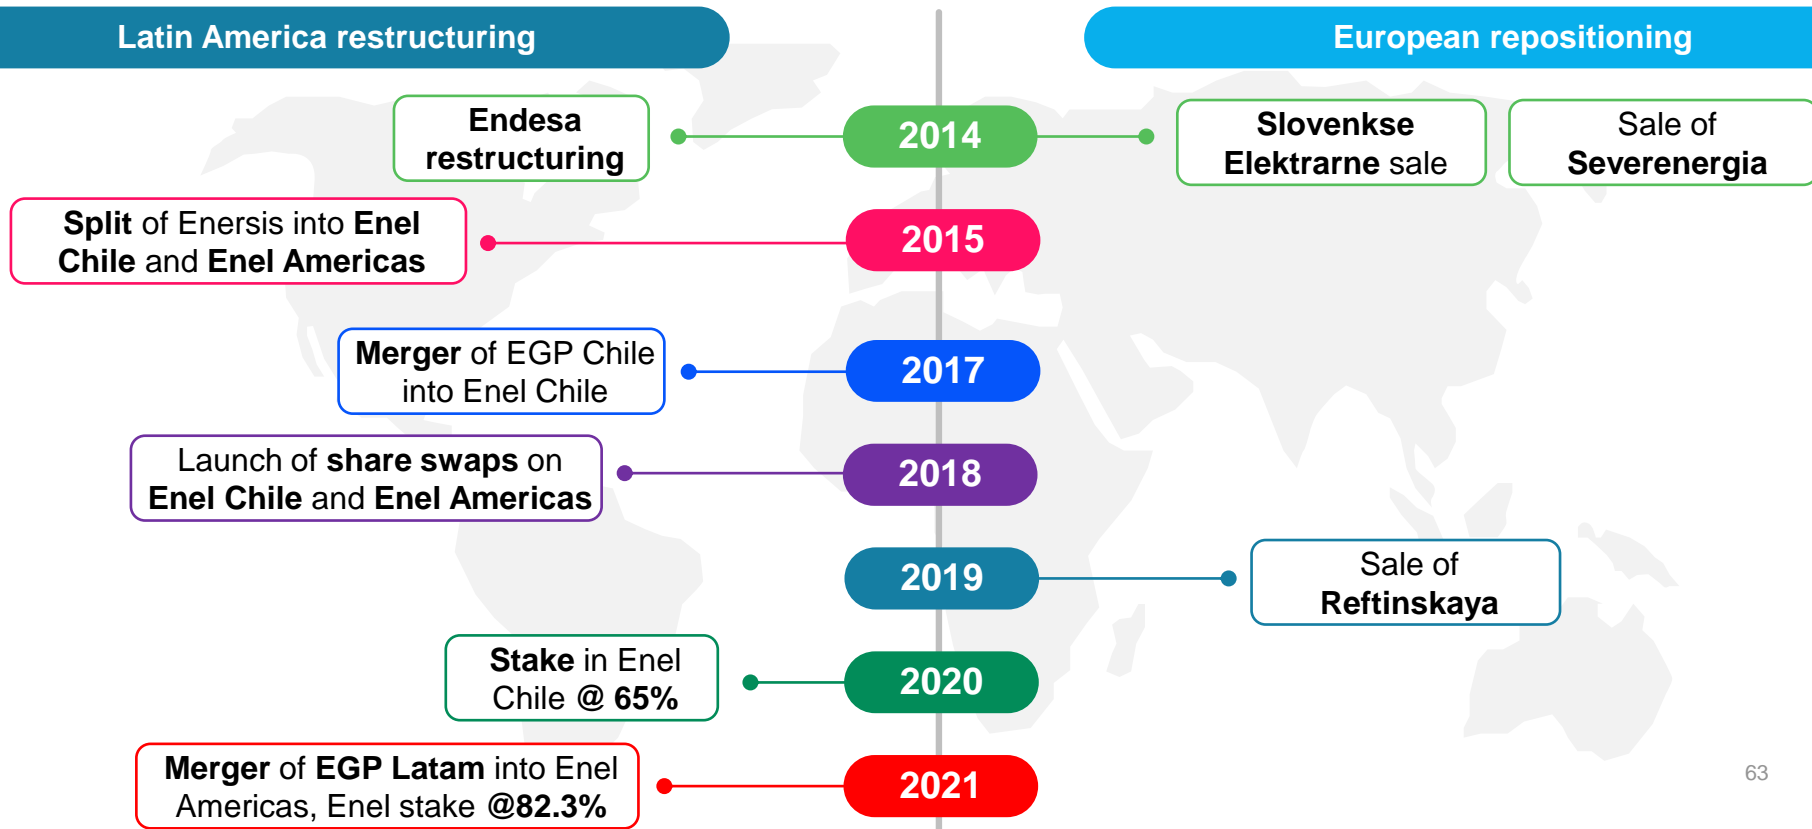 Latin America restructuring
European repositioning
Endesa
restructuring
2014
Slovenkse
Elektrarne sale
Sale of
Severenergia
Split of Enersis into Enel
Chile and Enel Americas
2015
Merger of EGP Chile
into Enel Chile
2017
Launch of share swaps on
Enel Chile and Enel Americas
2018
2019
Sale of
Reftinskaya
Stake in Enel
Chile @ 65%
2020
Merger of EGP Latam into Enel
Americas, Enel stake @82.3%
2021
63